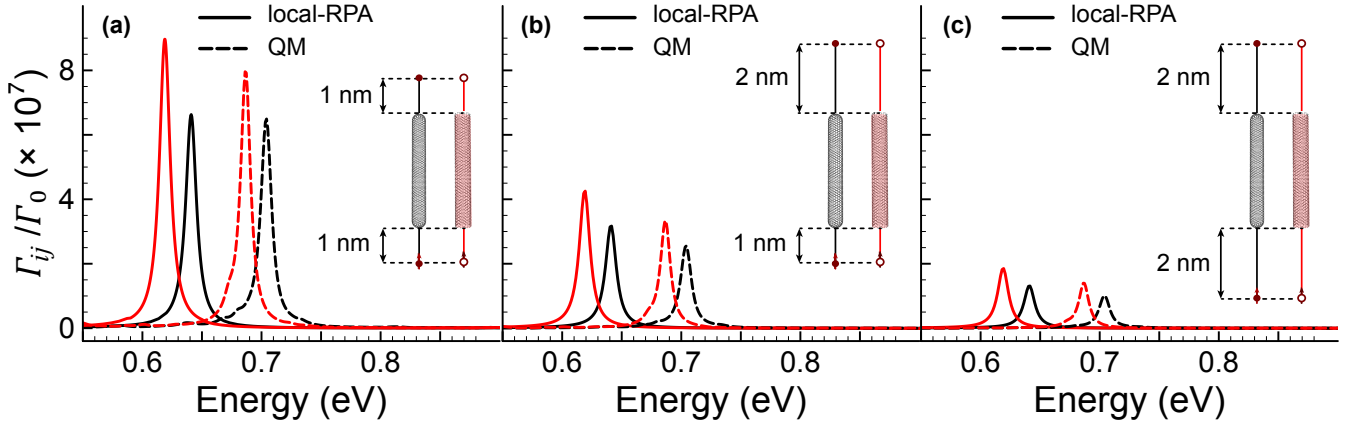 (a) local-RPA
QM
1 nm
1 nm
(b) local-RPA
QM
2 nm
1 nm
(c) local-RPA
QM
2 nm
2 nm
Γij /Γ0 (× 10⁷)
8
4
0
0.6 0.7 0.8
0.6 0.7 0.8
0.6 0.7 0.8
Energy (eV)
Energy (eV)
Energy (eV)